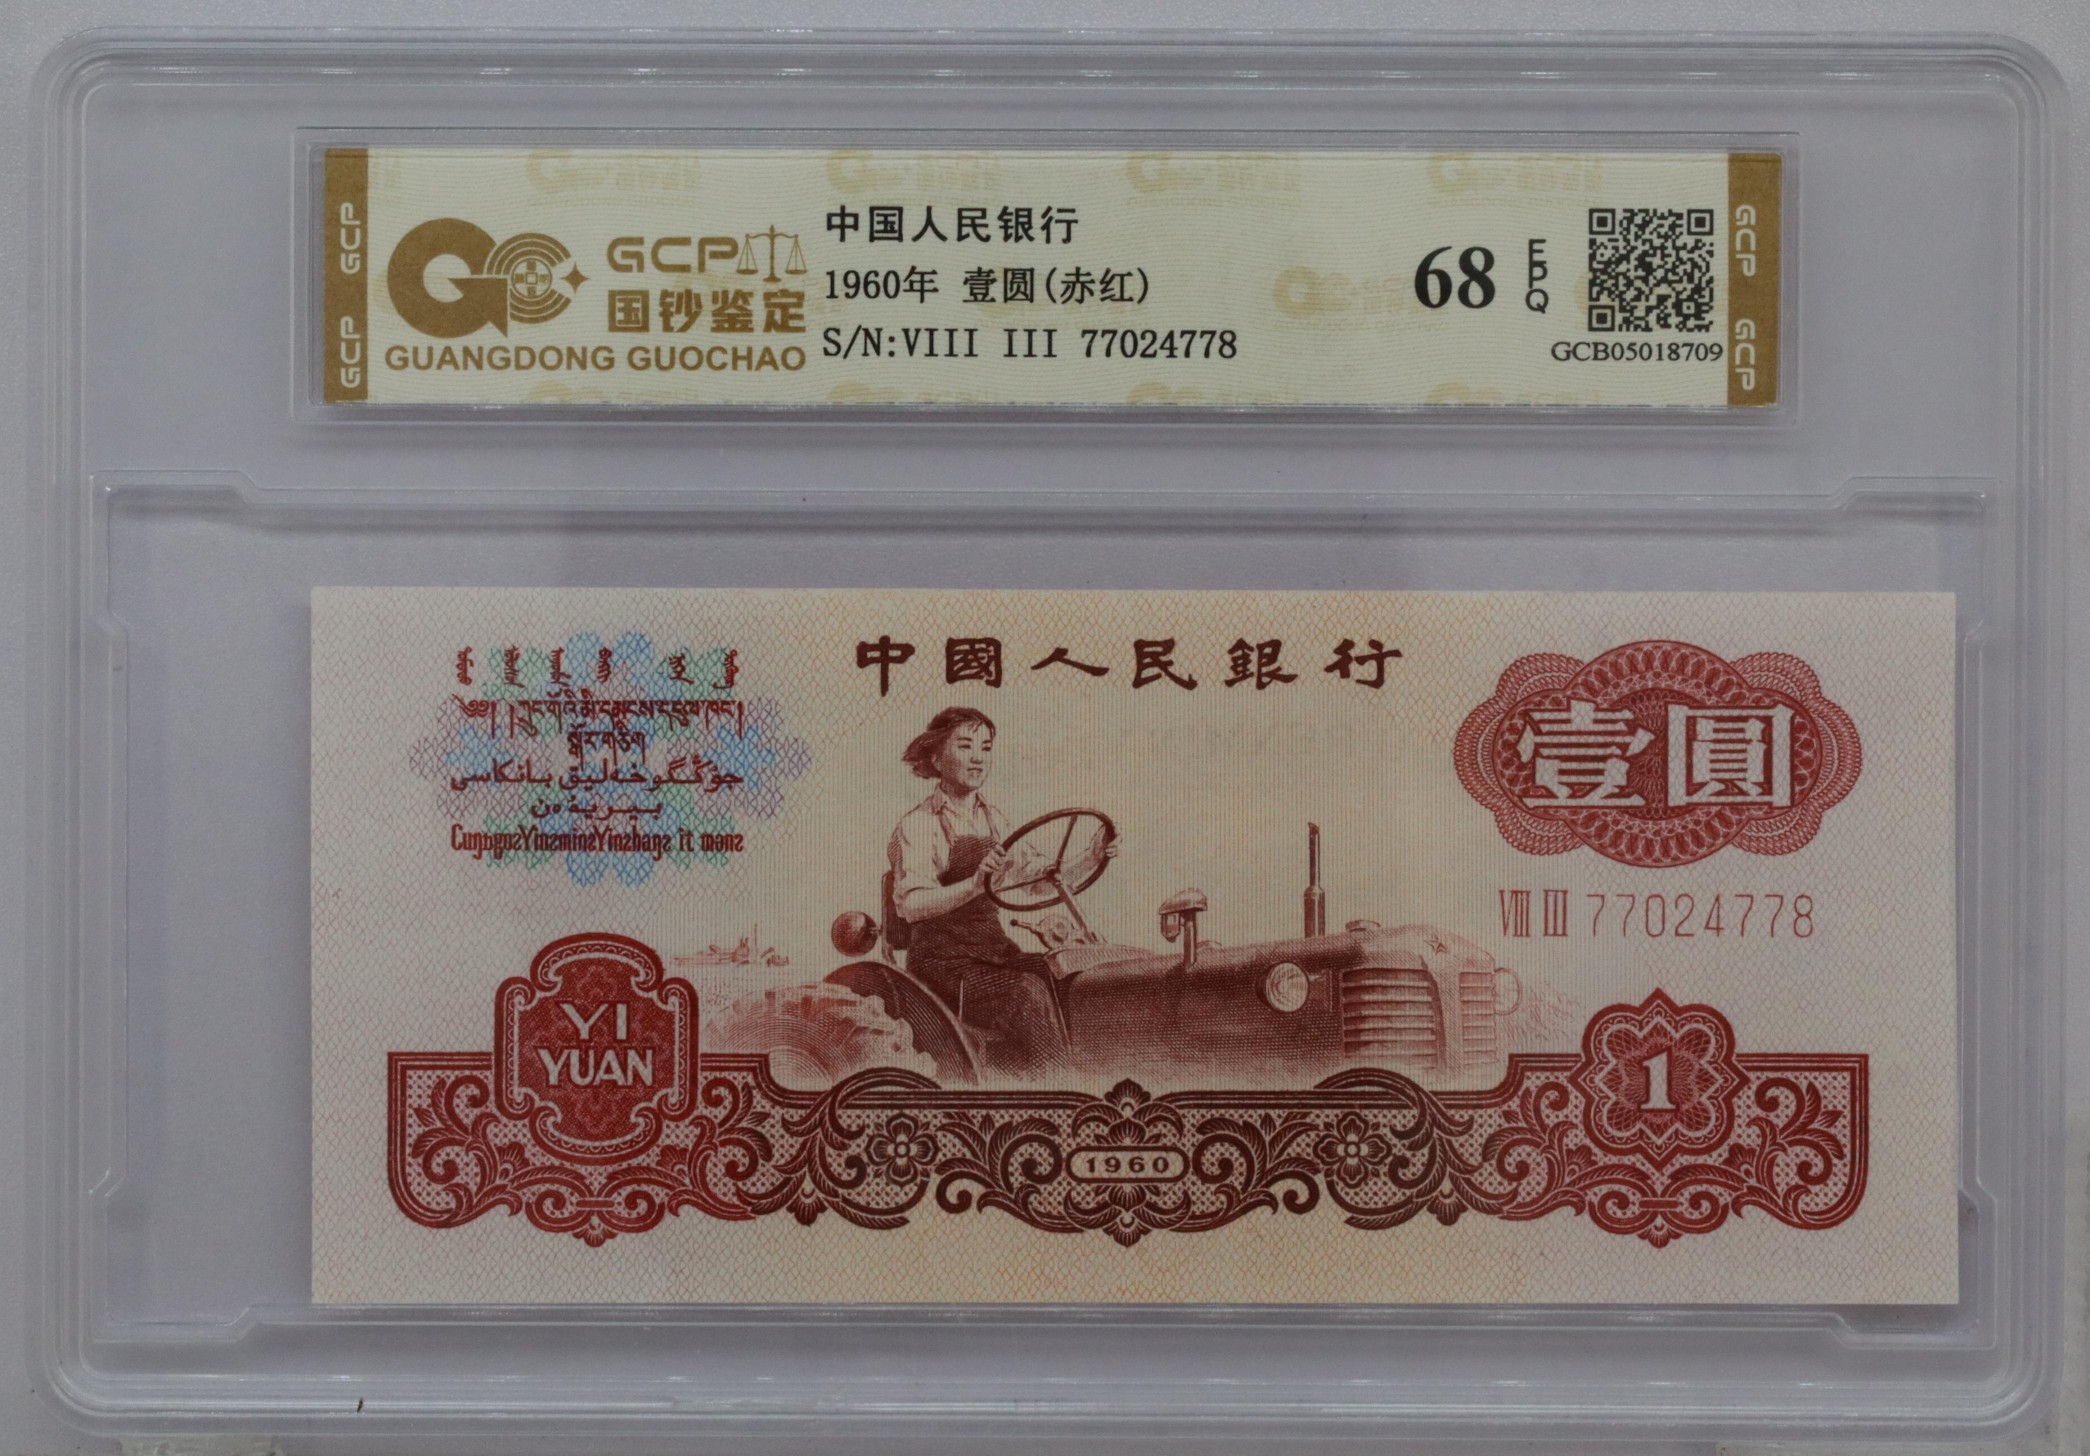 GCP
GCP
GCP
国钞鉴定
GUANGDONG GUOCHAO
中国人民银行
1960年 壹圆(赤红)
S/N:VIII III 77024778
68
EPQ
GCB05018709
GCP
GCP
中國人民銀行
壹圓
VIII III 77024778
YI
YUAN
1
1960